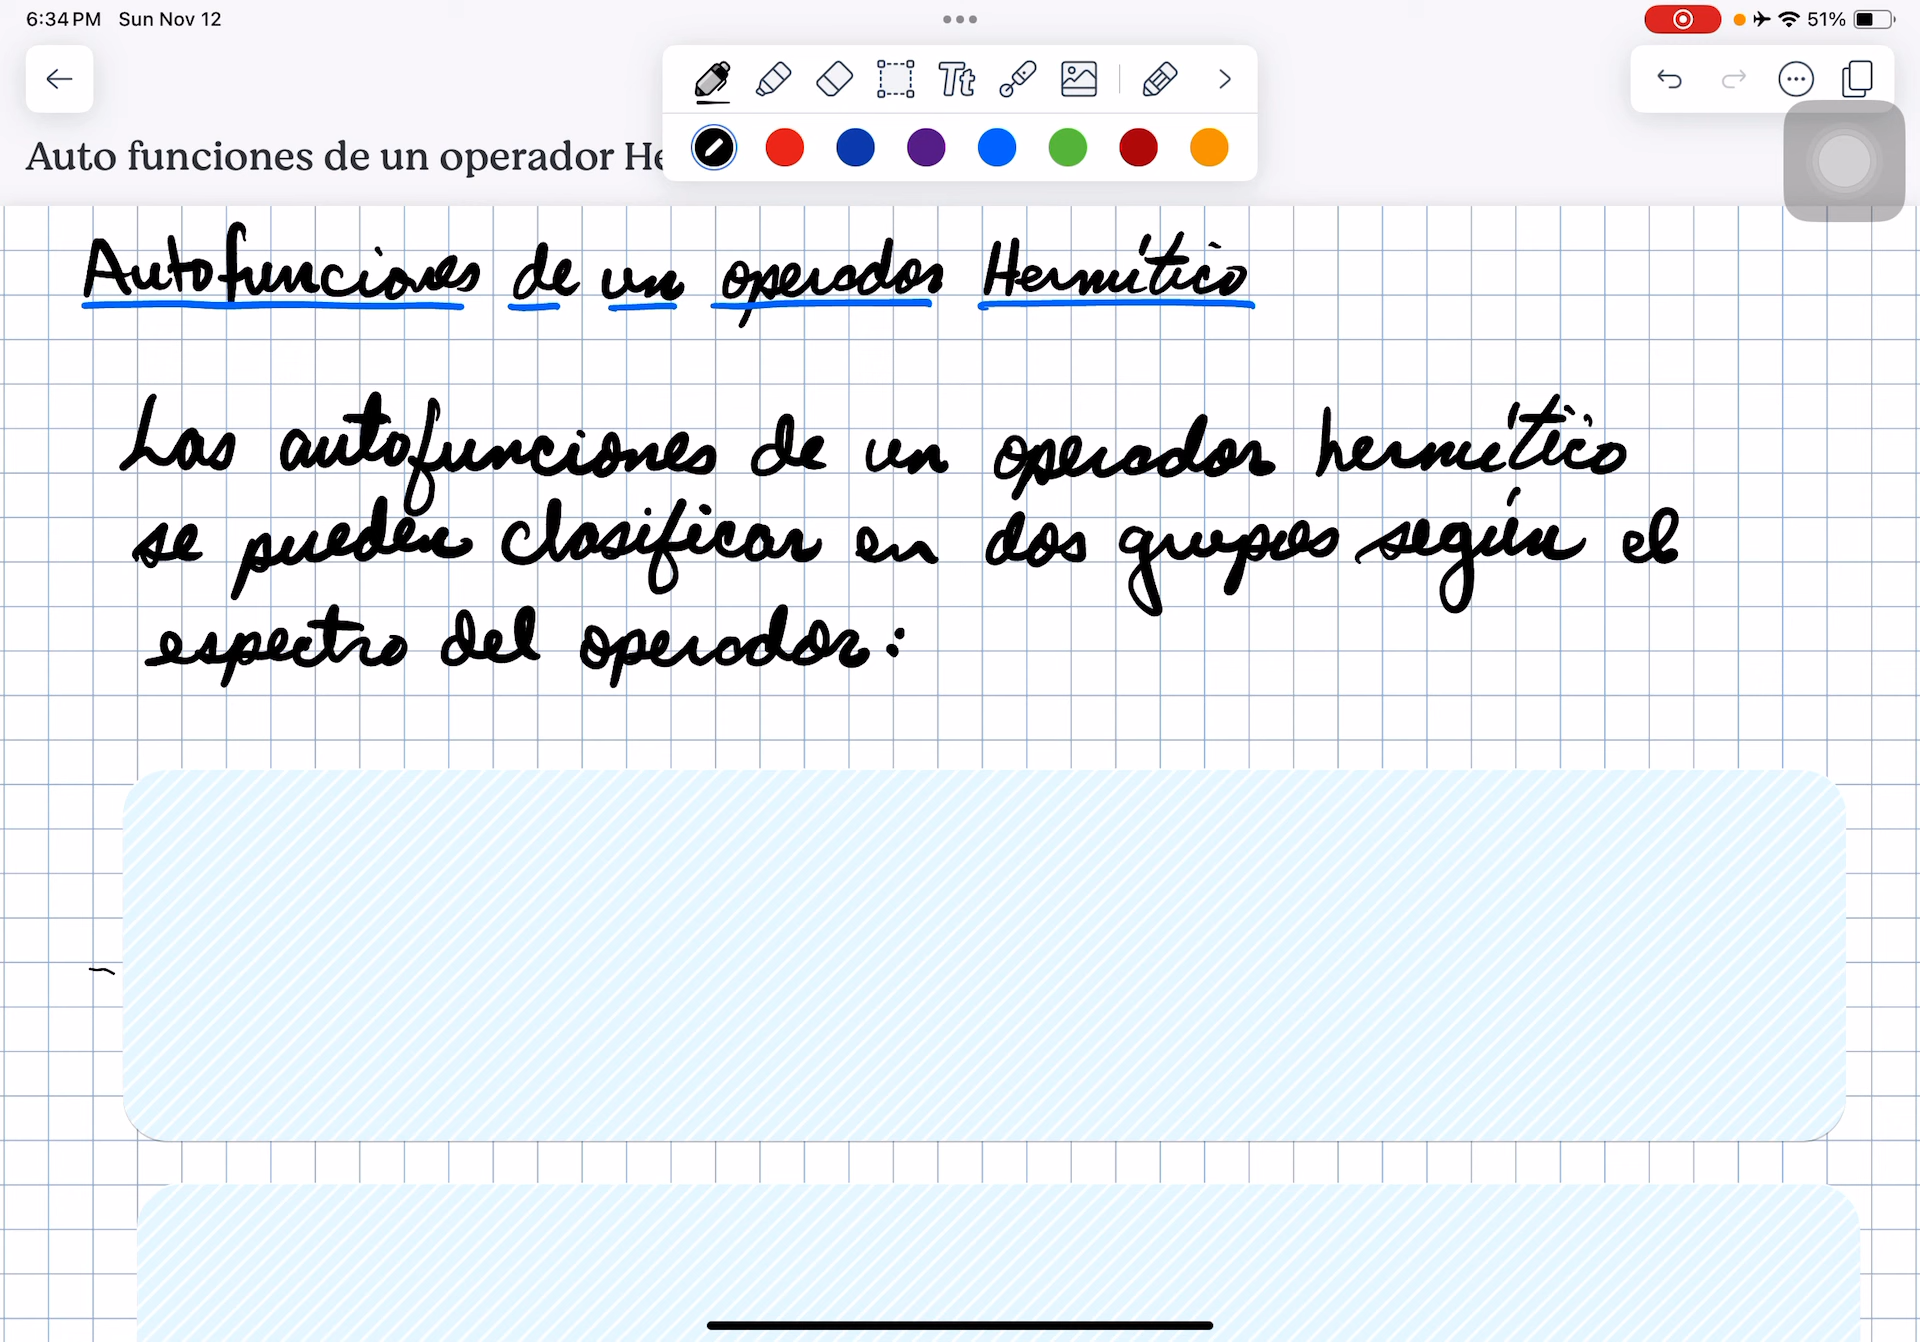 6:34 PM Sun Nov 12
51%
Tt
Auto funciones de un operador He
Autofunciones de un operador Hermítico
Las autofunciones de un operador hermítico
se pueden clasificar en dos grupos según el
espectro del operador: